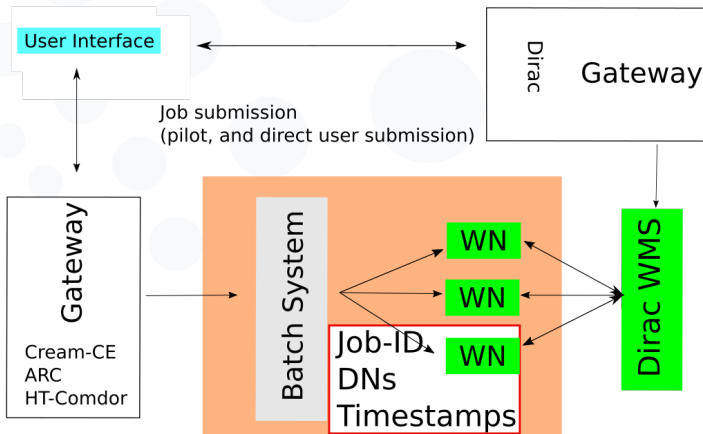 User Interface
Dirac
Gateway
Job submission
(pilot, and direct user submission)
Gateway
Cream-CE
ARC
HT-Comdor
Batch System
WN
WN
WN
Job-ID
DNs
Timestamps
Dirac WMS